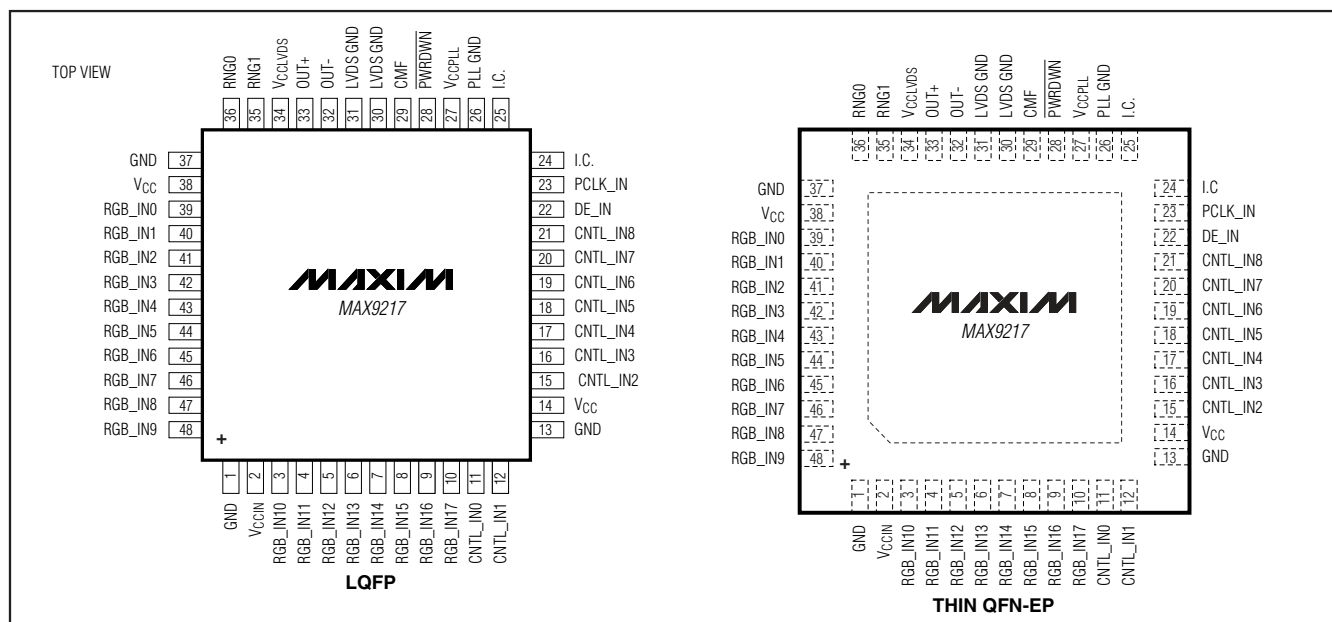 TOP VIEW
RNG0
RNG1
VCCLVDS
OUT+
OUT-
LVDS GND
LVDS GND
CMF
PWRDWN
VCCPLL
PLL GND
I.C.
36 35 34 33 32 31 30 29 28 27 26 25
GND 37
VCC 38
RGB_IN0 39
RGB_IN1 40
RGB_IN2 41
RGB_IN3 42
RGB_IN4 43
RGB_IN5 44
RGB_IN6 45
RGB_IN7 46
RGB_IN8 47
RGB_IN9 48
MAXIM
MAX9217
+
24 I.C.
23 PCLK_IN
22 DE_IN
21 CNTL_IN8
20 CNTL_IN7
19 CNTL_IN6
18 CNTL_IN5
17 CNTL_IN4
16 CNTL_IN3
15 CNTL_IN2
14 VCC
13 GND
1 2 3 4 5 6 7 8 9 10 11 12
GND
VCCIN
RGB_IN10
RGB_IN11
RGB_IN12
RGB_IN13
RGB_IN14
RGB_IN15
RGB_IN16
RGB_IN17
CNTL_IN0
CNTL_IN1
LQFP
RNG0
RNG1
VCCLVDS
OUT+
OUT-
LVDS GND
LVDS GND
CMF
PWRDWN
VCCPLL
PLL GND
I.C.
36 35 34 33 32 31 30 29 28 27 26 25
GND 37
VCC 38
RGB_IN0 39
RGB_IN1 40
RGB_IN2 41
RGB_IN3 42
RGB_IN4 43
RGB_IN5 44
RGB_IN6 45
RGB_IN7 46
RGB_IN8 47
RGB_IN9 48
MAXIM
MAX9217
+
24 I.C
23 PCLK_IN
22 DE_IN
21 CNTL_IN8
20 CNTL_IN7
19 CNTL_IN6
18 CNTL_IN5
17 CNTL_IN4
16 CNTL_IN3
15 CNTL_IN2
14 VCC
13 GND
1 2 3 4 5 6 7 8 9 10 11 12
GND
VCCIN
RGB_IN10
RGB_IN11
RGB_IN12
RGB_IN13
RGB_IN14
RGB_IN15
RGB_IN16
RGB_IN17
CNTL_IN0
CNTL_IN1
THIN QFN-EP